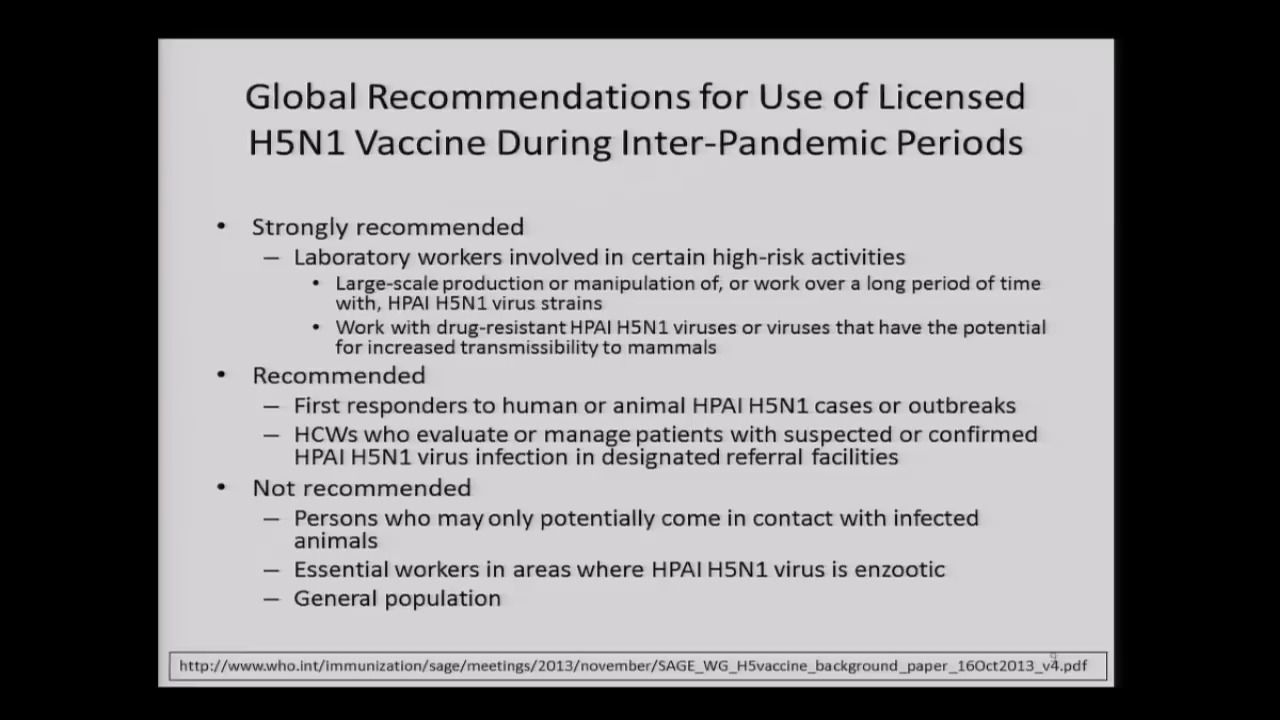 Global Recommendations for Use of Licensed
H5N1 Vaccine During Inter-Pandemic Periods
• Strongly recommended
– Laboratory workers involved in certain high-risk activities
• Large-scale production or manipulation of, or work over a long period of time
with, HPAI H5N1 virus strains
• Work with drug-resistant HPAI H5N1 viruses or viruses that have the potential
for increased transmissibility to mammals
• Recommended
– First responders to human or animal HPAI H5N1 cases or outbreaks
– HCWs who evaluate or manage patients with suspected or confirmed
HPAI H5N1 virus infection in designated referral facilities
• Not recommended
– Persons who may only potentially come in contact with infected
animals
– Essential workers in areas where HPAI H5N1 virus is enzootic
– General population
9
http://www.who.int/immunization/sage/meetings/2013/november/SAGE_WG_H5vaccine_background_paper_16Oct2013_v4.pdf